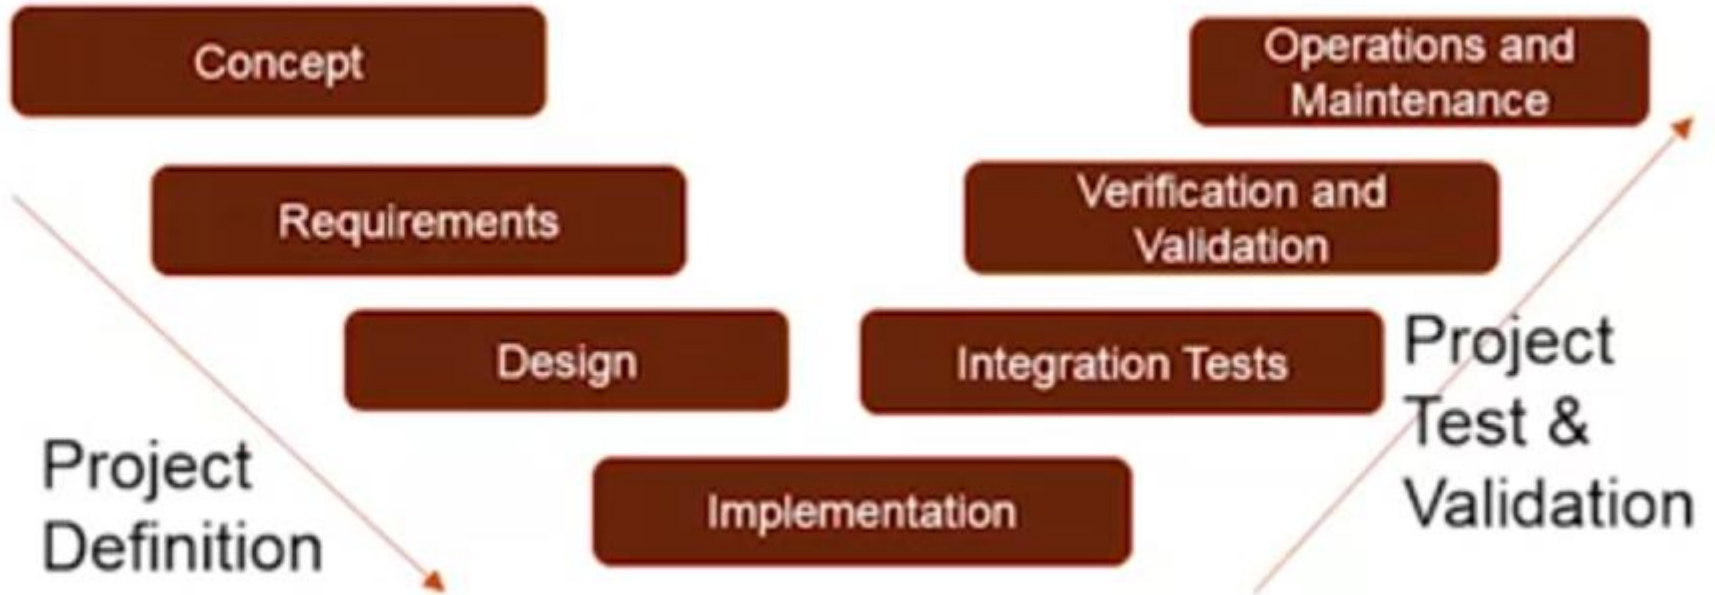 Concept
Operations and
Maintenance
Requirements
Verification and
Validation
Design
Integration Tests
Implementation
Project
Definition
Project
Test &
Validation